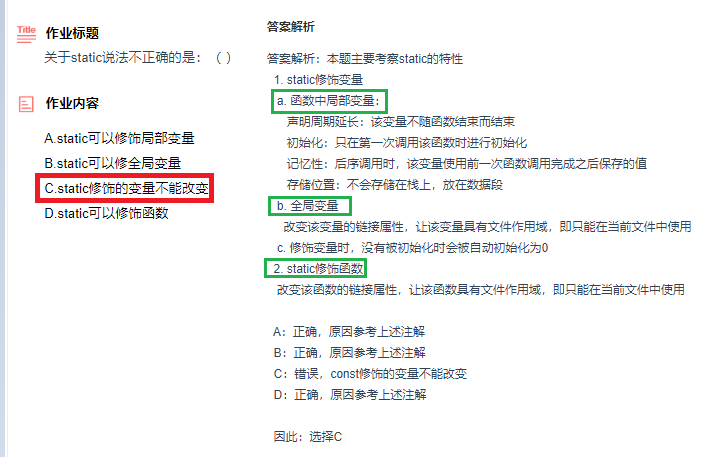 Title 作业标题
关于static说法不正确的是：（ ）
作业内容
A.static可以修饰局部变量
B.static可以修全局变量
C.static修饰的变量不能改变
D.static可以修饰函数
答案解析
答案解析：本题主要考察static的特性
1. static修饰变量
a. 函数中局部变量：
声明周期延长：该变量不随函数结束而结束
初始化：只在第一次调用该函数时进行初始化
记忆性：后序调用时，该变量使用前一次函数调用完成之后保存的值
存储位置：不会存储在栈上，放在数据段
b. 全局变量
改变该变量的链接属性，让该变量具有文件作用域，即只能在当前文件中使用
c. 修饰变量时，没有被初始化时会被自动初始化为0
2. static修饰函数
改变该函数的链接属性，让该函数具有文件作用域，即只能在当前文件中使用
A：正确，原因参考上述注解
B：正确，原因参考上述注解
C：错误，const修饰的变量不能改变
D：正确，原因参考上述注解
因此：选择C